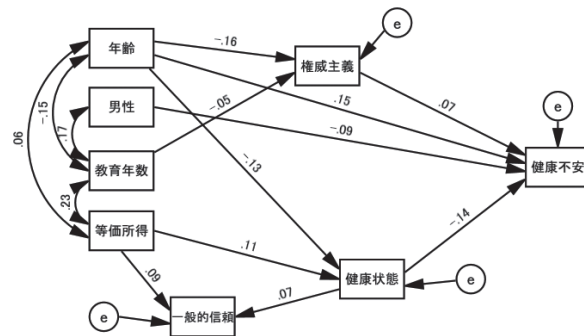 年齢
男性
教育年数
等価所得
権威主義
健康不安
健康状態
一般的信頼
e
e
e
e
-.16
.15
-.13
-.09
-.05
.07
-.14
.11
.09
.07
.06
-.15
.17
.23